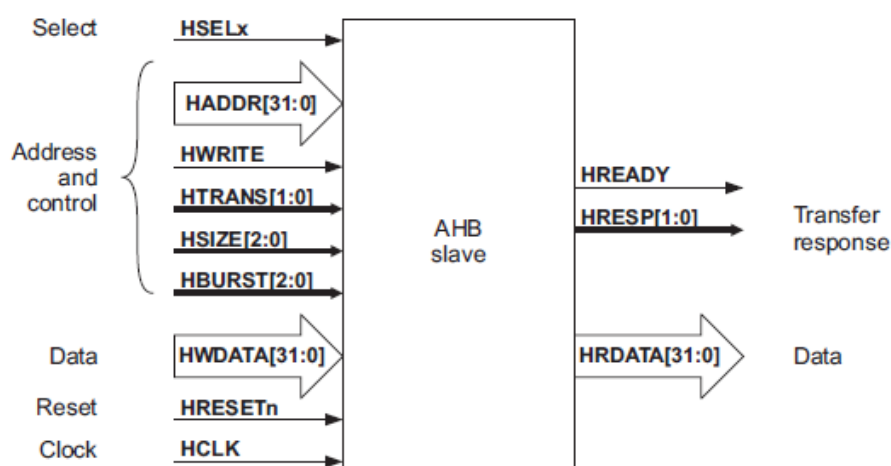 Select
HSELx
HADDR[31:0]
Address
and
control
HWRITE
HTRANS[1:0]
HSIZE[2:0]
HBURST[2:0]
AHB
slave
HREADY
HRESP[1:0]
Transfer
response
Data
HWDATA[31:0]
HRDATA[31:0]
Data
Reset
HRESETn
Clock
HCLK